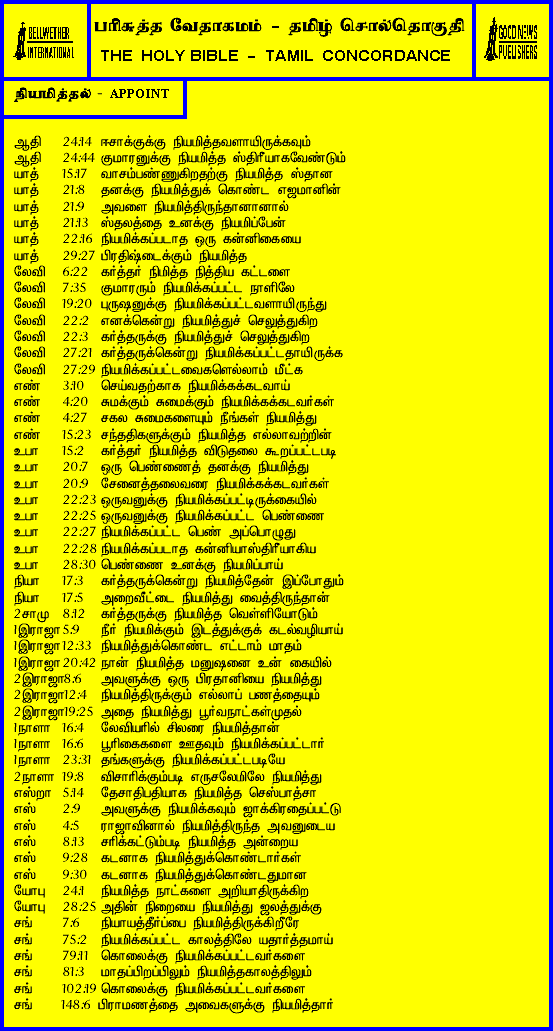 BELLWETHER
INTERNATIONAL
பரிசுத்த வேதாகமம் - தமிழ் சொல்தொகுதி
THE HOLY BIBLE - TAMIL CONCORDANCE
GOOD NEWS
PUBLISHERS
நியாமித்தல் - APPOINT
ஆதி 24:14 ஈசாக்குக்கு நியமித்தவளாயிருக்கவும்
ஆதி 24:44 குமாரனுக்கு நியமித்த ஸ்திரீயாகவேண்டும்
யாத் 15:17 வாசம்பண்ணுகிறதற்கு நியமித்த ஸ்தான
யாத் 21:8 தனக்கு நியமித்துக் கொண்ட எஜமானின்
யாத் 21:9 அவளை நியமித்திருந்தானானால்
யாத் 21:13 ஸ்தலத்தை உனக்கு நியமிப்பேன்
யாத் 22:16 நியமிக்கப்படாத ஒரு கன்னிகையை
யாத் 29:27 பிரதிஷ்டைக்கும் நியமித்த
லேவி 6:22 கர்த்தர் நிமித்த நித்திய கட்டளை
லேவி 7:35 குமாரரும் நியமிக்கப்பட்ட நாளிலே
லேவி 19:20 புருஷனுக்கு நியமிக்கப்பட்டவளாயிருந்து
லேவி 22:2 எனக்கென்று நியமித்துச் செலுத்துகிற
லேவி 22:3 கர்த்தருக்கு நியமித்துச் செலுத்துகிற
லேவி 27:21 கர்த்தருக்கென்று நியமிக்கப்பட்டதாயிருக்க
லேவி 27:29 நியமிக்கப்பட்டவைகளெல்லாம் மீட்க
எண் 3:10 செய்வதற்காக நியமிக்கக்கடவாய்
எண் 4:20 சுமக்கும் சுமைக்கும் நியமிக்கக்கடவர்கள்
எண் 4:27 சகல சுமைகளையும் நீங்கள் நியமித்து
எண் 15:23 சந்ததிகளுக்கும் நியமித்த எல்லாவற்றின்
உபா 15:2 கர்த்தர் நியமித்த விடுதலை கூறப்பட்டபடி
உபா 20:7 ஒரு பெண்ணைத் தனக்கு நியமித்து
உபா 20:9 சேனைத்தலைவரை நியமிக்கக்கடவர்கள்
உபா 22:23 ஒருவனுக்கு நியமிக்கப்பட்டிருக்கையில்
உபா 22:25 ஒருவனுக்கு நியமிக்கப்பட்ட பெண்ணை
உபா 22:27 நியமிக்கப்பட்ட பெண் அப்பொழுது
உபா 22:28 நியமிக்கப்படாத கன்னியாஸ்திரீயாகிய
உபா 28:30 பெண்ணை உனக்கு நியமிப்பாய்
நியா 17:3 கர்த்தருக்கென்று நியமித்தேன் இப்போதும்
நியா 17:5 அறைவீட்டை நியமித்து வைத்திருந்தான்
2சாமு 8:12 கர்த்தருக்கு நியமித்த வெள்ளியோடும்
1இராஜா 5:9 நீர் நியமிக்கும் இடத்துக்குக் கடல்வழியாய்
1இராஜா 12:33 நியமித்துக்கொண்ட எட்டாம் மாதம்
1இராஜா 20:42 நான் நியமித்த மனுஷனை உன் கையில்
2இராஜா8:6 அவளுக்கு ஒரு பிரதானியை நியமித்து
2இராஜா12:4 நியமித்திருக்கும் எல்லாப் பணத்தையும்
2இராஜா19:25 அதை நியமித்து பூர்வநாட்கள்முதல்
1நாளா 16:4 லேவியரில் சிலரை நியமித்தான்
1நாளா 16:6 பூரிகைகளை ஊதவும் நியமிக்கப்பட்டார்
1நாளா 23:31 தங்களுக்கு நியமிக்கப்பட்டபடியே
2நாளா 19:8 விசாரிக்கும்படி எருசலேமிலே நியமித்து
எஸ்றா 5:14 தேசாதிபதியாக நியமித்த செஸ்பாத்சா
எஸ் 2:9 அவளுக்கு நியமிக்கவும் ஜாக்கிரதைப்பட்டு
எஸ் 4:5 ராஜாவினால் நியமித்திருந்த அவனுடைய
எஸ் 8:13 சரிக்கட்டும்படி நியமித்த அன்றைய
எஸ் 9:28 கடனாக நியமித்துக்கொண்டார்கள்
எஸ் 9:30 கடனாக நியமித்துக்கொண்டதுமான
யோபு 24:1 நியமித்த நாட்களை அறியாதிருக்கிற
யோபு 28:25 அதின் நிறையை நியமித்து ஜலத்துக்கு
சங் 7:6 நியாயத்தீர்ப்பை நியமித்திருக்கிறீரே
சங் 75:2 நியமிக்கப்பட்ட காலத்திலே யதார்த்தமாய்
சங் 79:11 கொலைக்கு நியமிக்கப்பட்டவர்களை
சங் 81:3 மாதப்பிறப்பிலும் நியமித்தகாலத்திலும்
சங் 102:19 கொலைக்கு நியமிக்கப்பட்டவர்களை
சங் 148:6 பிரமாணத்தை அவைகளுக்கு நியமித்தார்